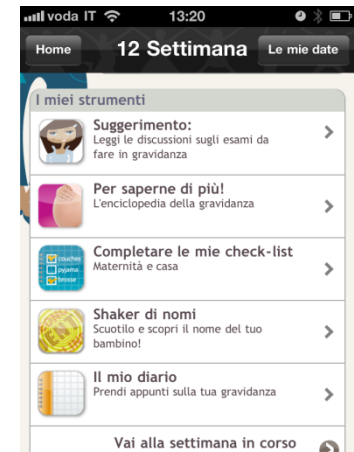 voda IT 13:20
Home 12 Settimana Le mie date
I miei strumenti
Suggerimento:
Leggi le discussioni sugli esami da
fare in gravidanza
Per saperne di più!
L'enciclopedia della gravidanza
couches
pyjama
brosse
Completare le mie check-list
Maternità e casa
Shaker di nomi
Scuotilo e scopri il nome del tuo
bambino!
Il mio diario
Prendi appunti sulla tua gravidanza
Vai alla settimana in corso